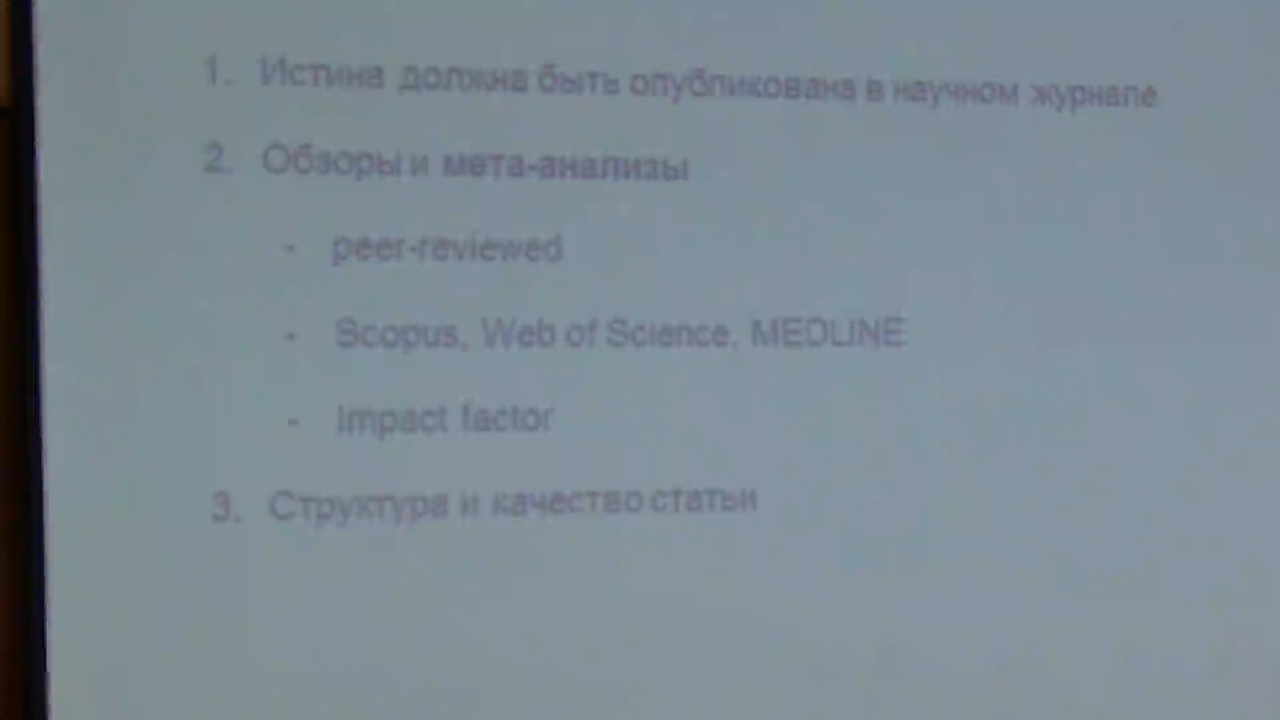 1. Истина должна быть опубликована в научном журнале
2. Обзоры и мета-анализы
- peer-reviewed
- Scopus, Web of Science, MEDLINE
- impact factor
3. Структура и качество статьи